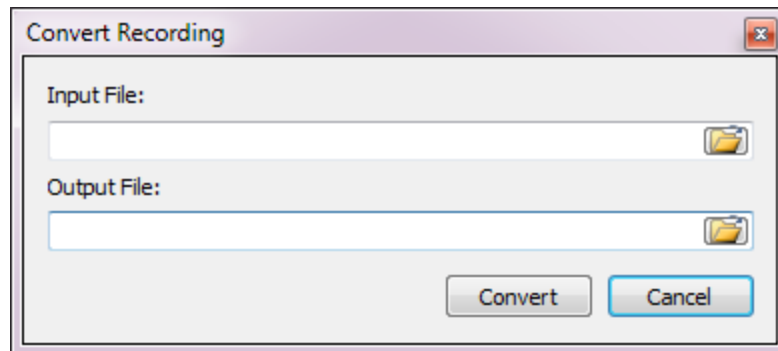 Convert Recording
Input File:
Output File:
Convert Cancel